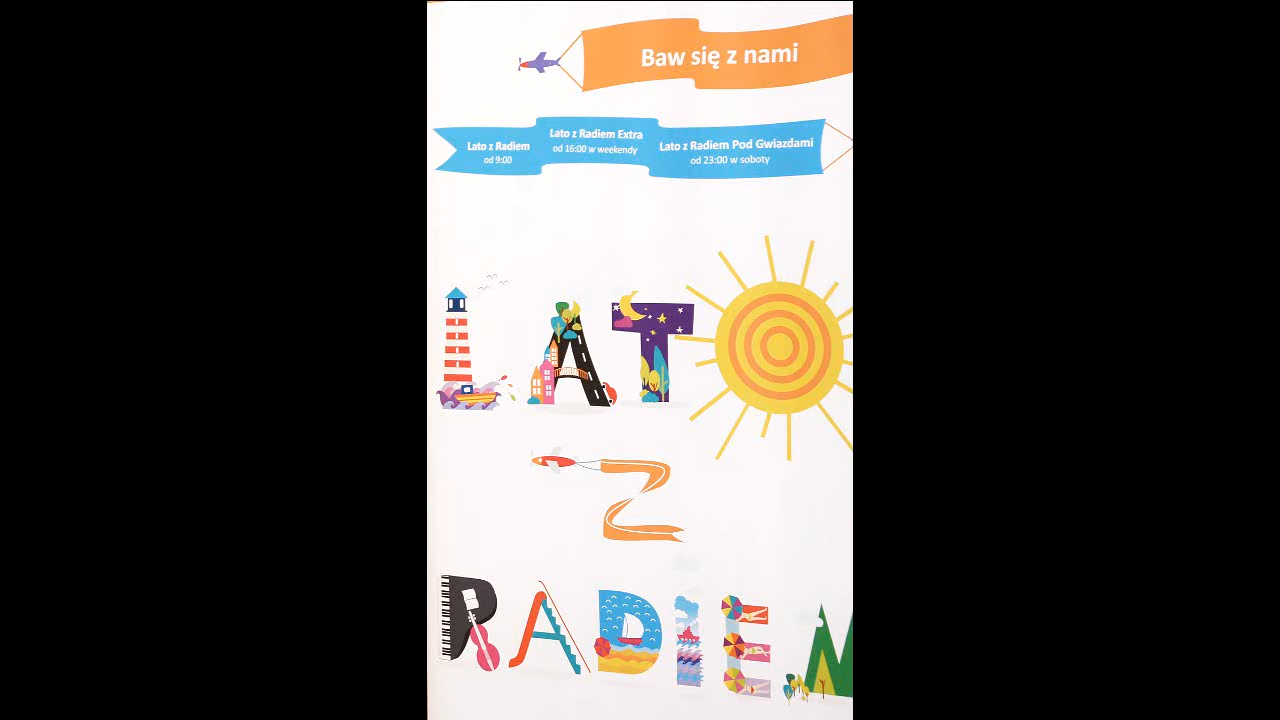 Baw się z nami
Lato z Radiem
od 9:00
Lato z Radiem Extra
od 16:00 w weekendy
Lato z Radiem Pod Gwiazdami
od 23:00 w soboty
LATO
Z
RADIEM